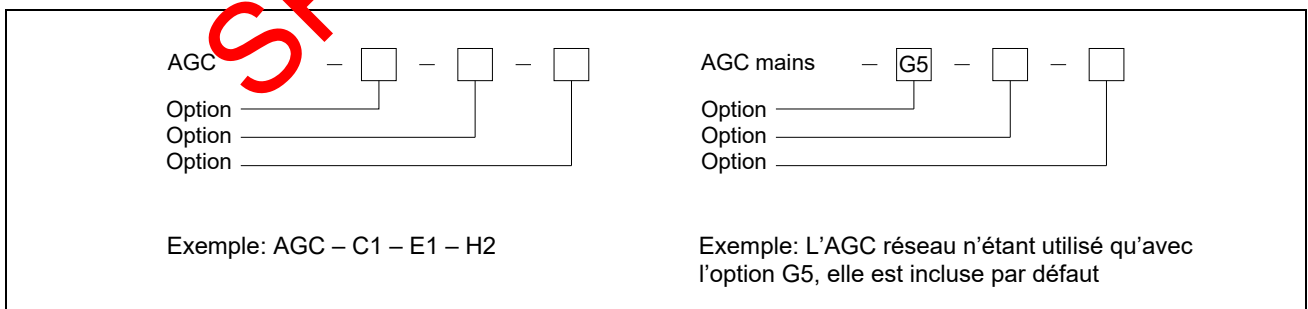 AGC – – –
Option
Option
Option
Exemple: AGC – C1 – E1 – H2
AGC mains – G5 – –
Option
Option
Option
Exemple: L'AGC réseau n'étant utilisé qu'avec
l'option G5, elle est incluse par défaut